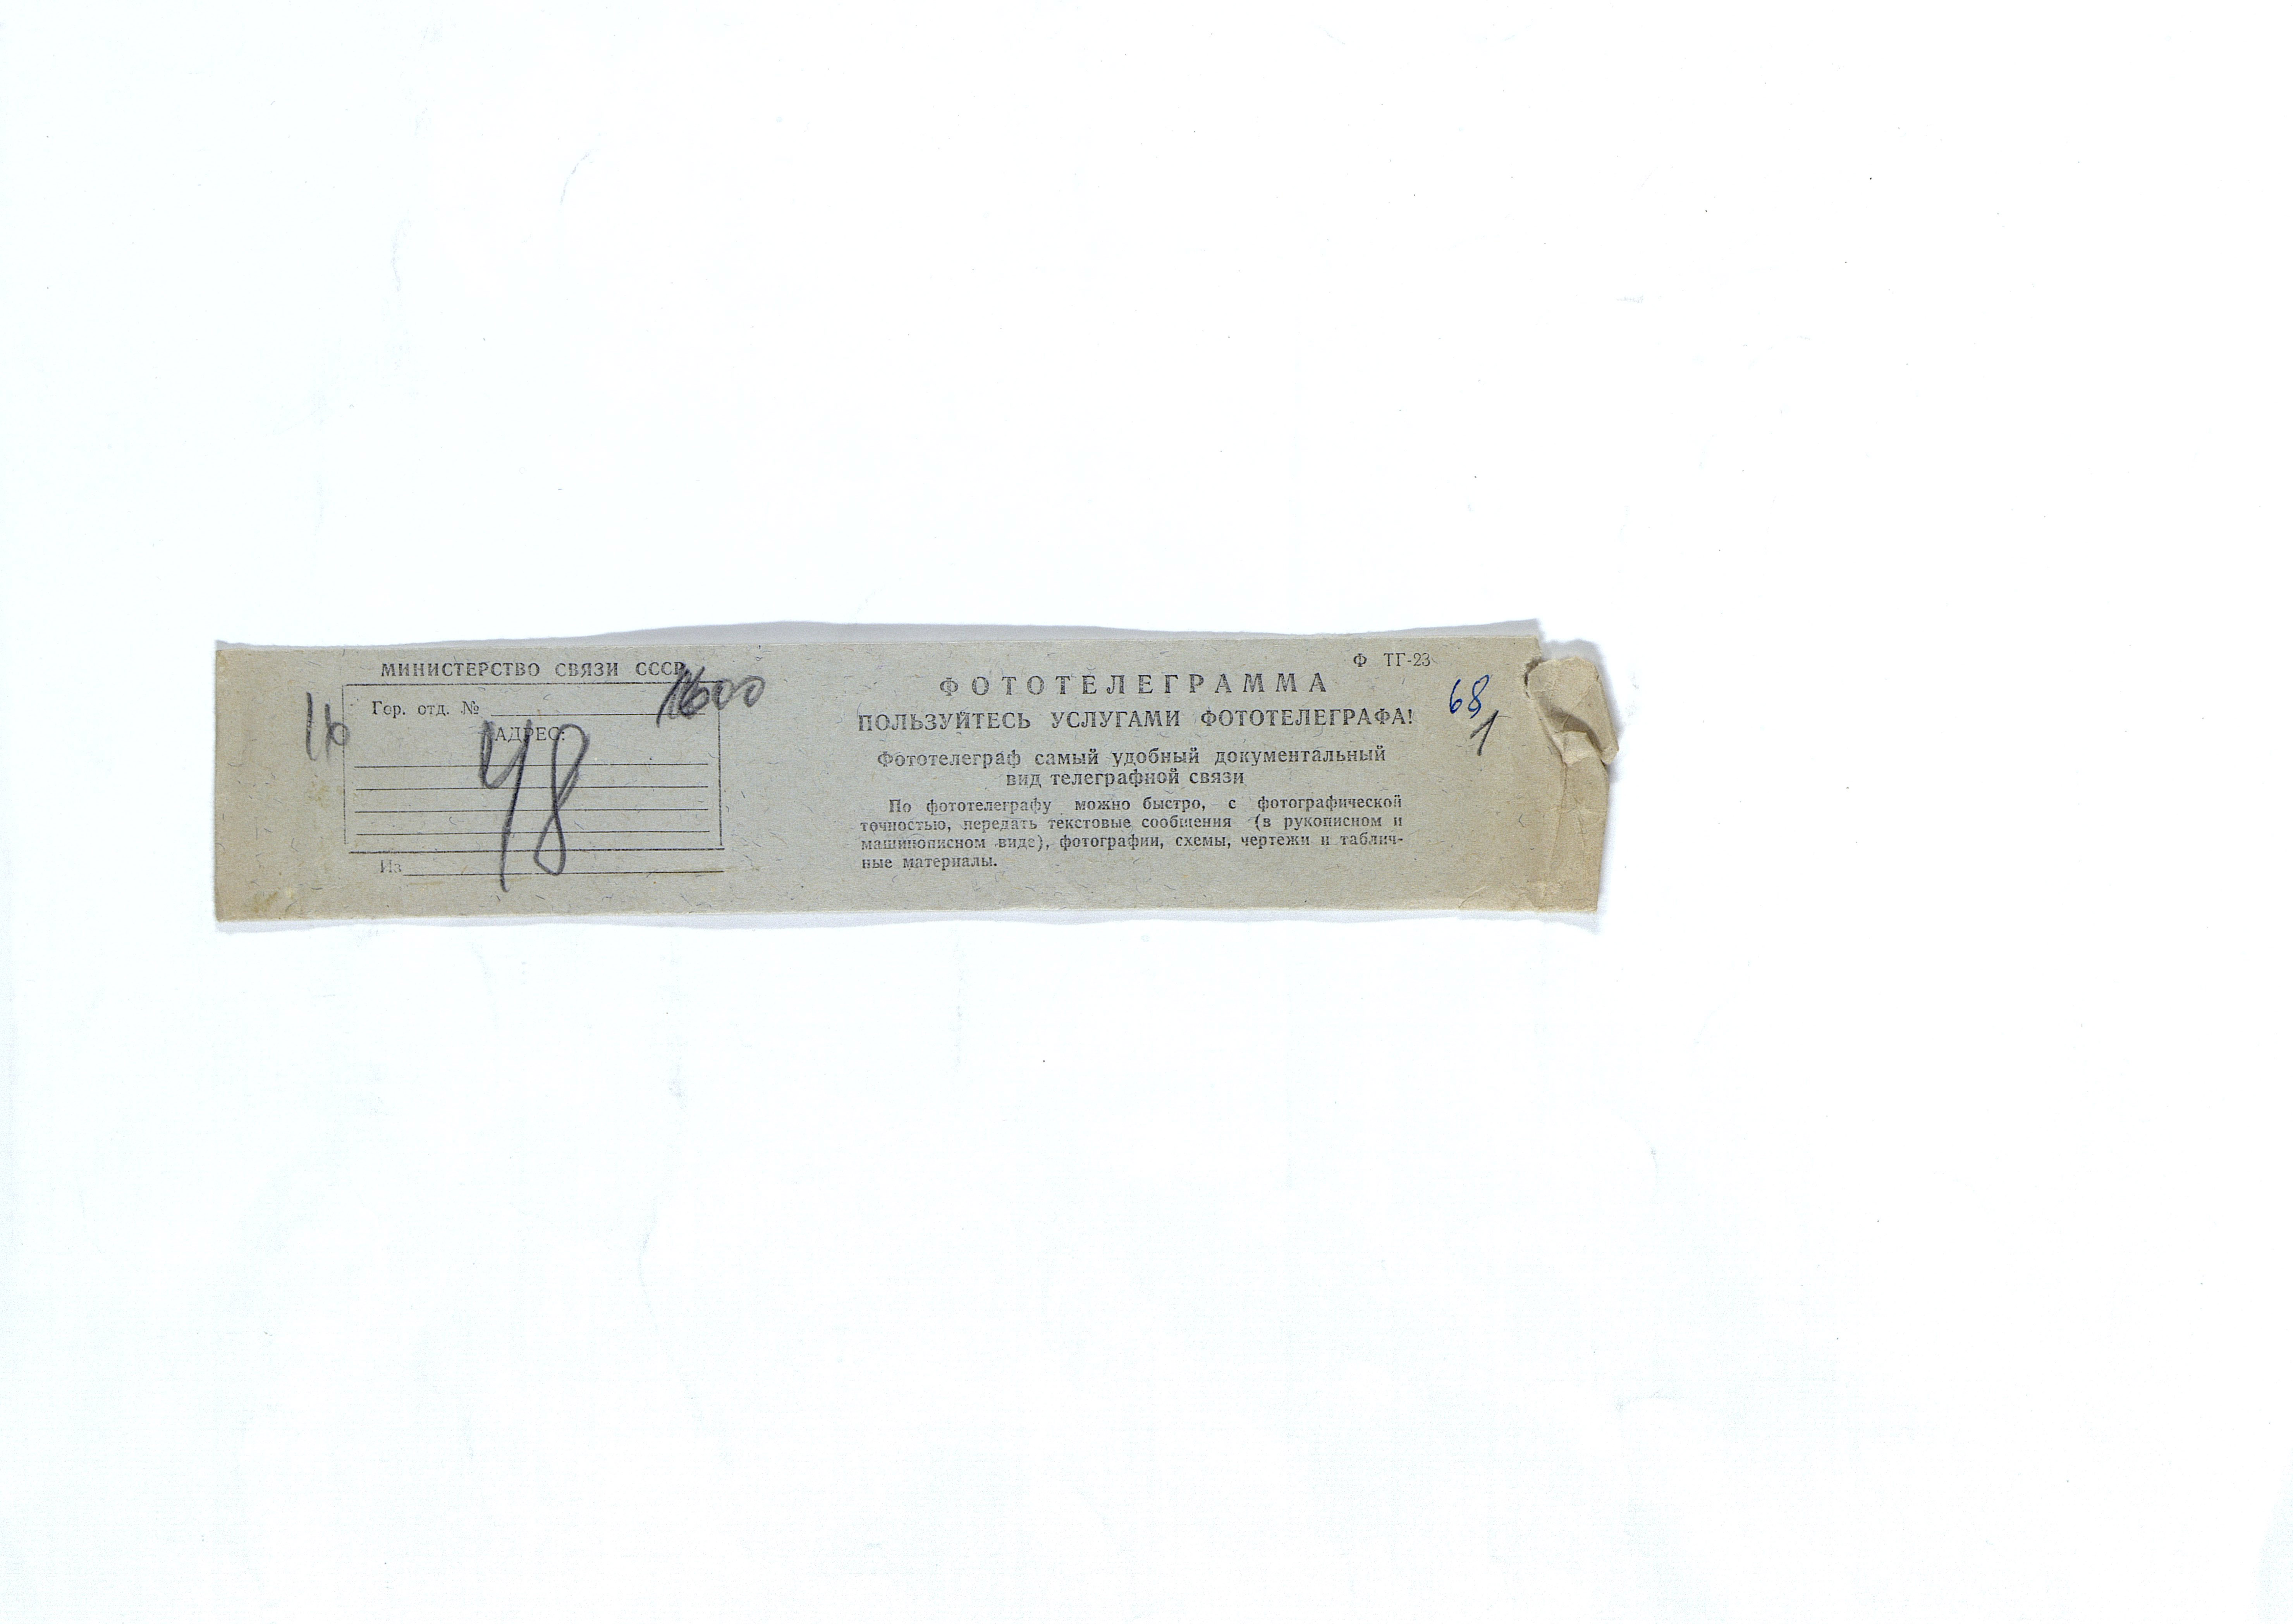 МИНИСТЕРСТВО СВЯЗИ СССР
1600
16
Гор. отд. №
АДРЕС:
48
Из
Ф ТГ-23
ФОТОТЕЛЕГРАММА
68
1
ПОЛЬЗУЙТЕСЬ УСЛУГАМИ ФОТОТЕЛЕГРАФА!
Фототелеграф самый удобный документальный
вид телеграфной связи
По фототелеграфу можно быстро, с фотографической
точностью, передать текстовые сообщения (в рукописном и
машинописном виде), фотографии, схемы, чертежи и таблич-
ные материалы.